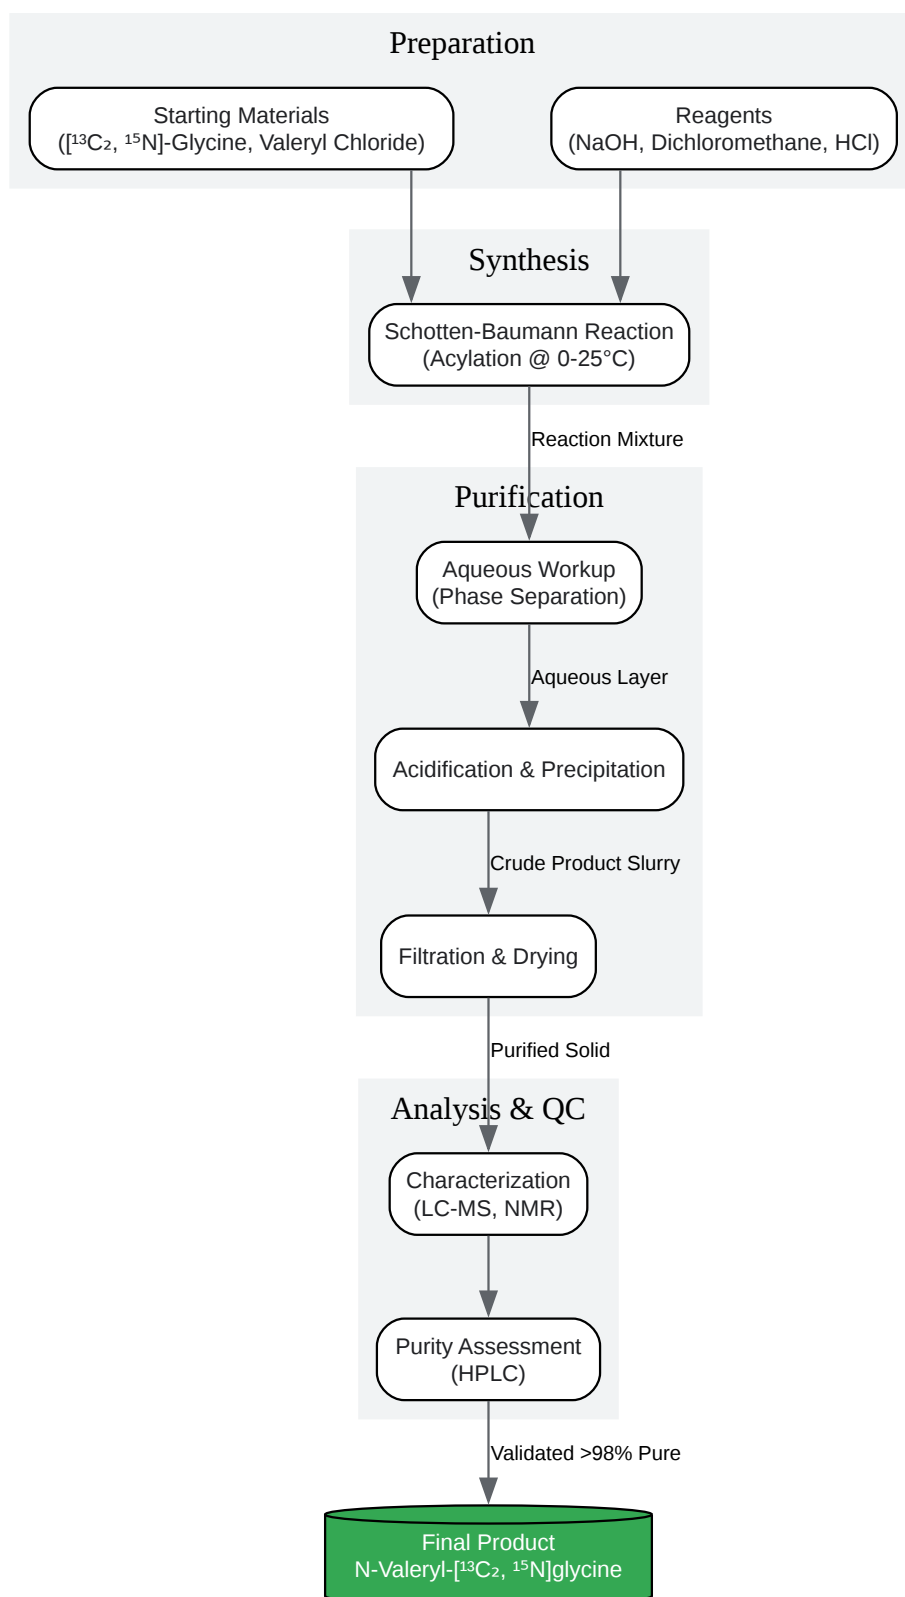 Preparation
Starting Materials
([¹³C₂, ¹⁵N]-Glycine, Valeryl Chloride)
Reagents
(NaOH, Dichloromethane, HCl)
Synthesis
Schotten-Baumann Reaction
(Acylation @ 0-25°C)
Reaction Mixture
Purification
Aqueous Workup
(Phase Separation)
Aqueous Layer
Acidification & Precipitation
Crude Product Slurry
Filtration & Drying
Purified Solid
Analysis & QC
Characterization
(LC-MS, NMR)
Purity Assessment
(HPLC)
Validated >98% Pure
Final Product
N-Valeryl-[¹³C₂, ¹⁵N]glycine